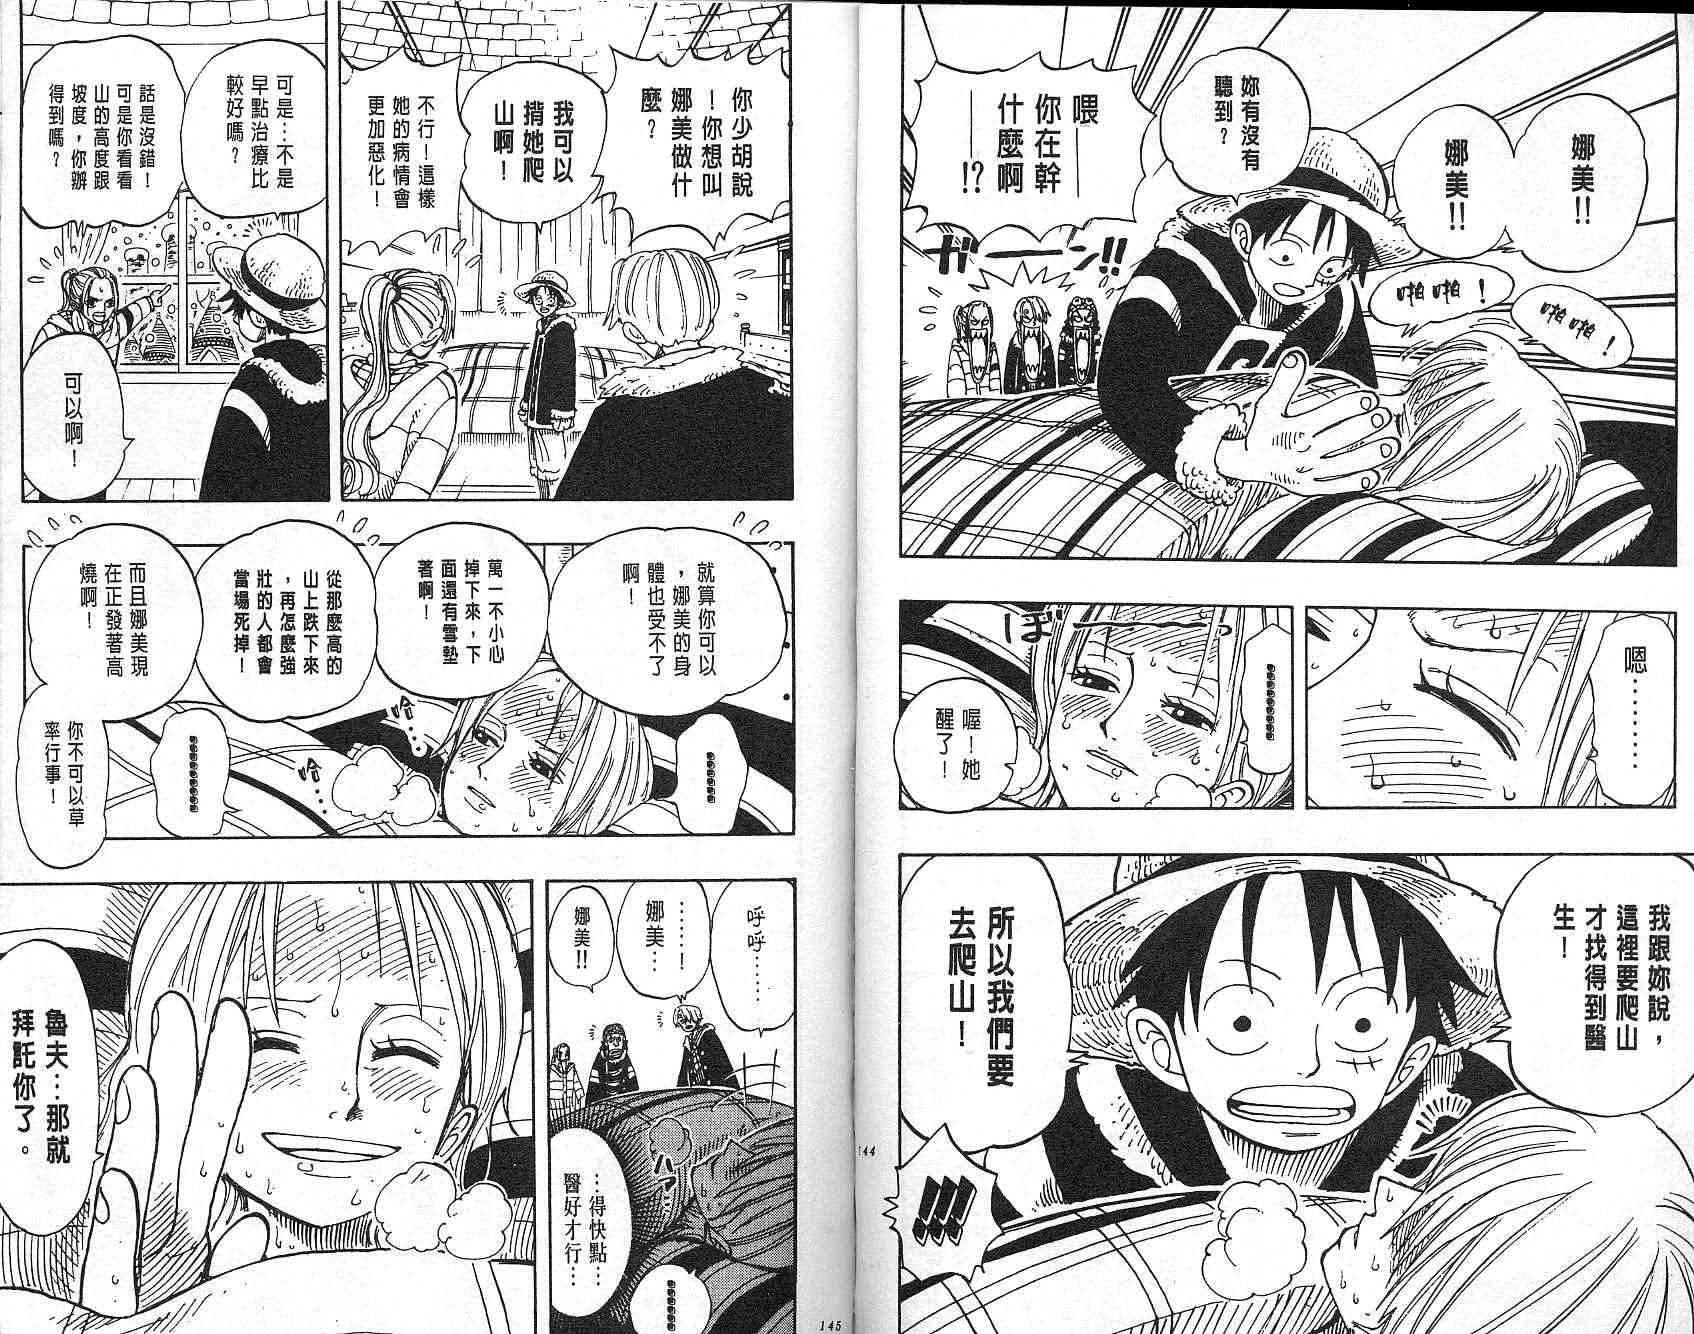 娜美!!
娜美!!
妳有沒有
聽到？
啪啪！
啪啪！
喂—
你在幹
什麼啊
—!?
ガーーン!!
嗯………
…………
ぼーーっ
喔！她
醒了！
我跟妳說，
這裡要爬山
才找得到醫
生！
所以我們要
去爬山！
!!!!
144
你少胡說
！你想叫
娜美做什
麼？
我可以
揹她爬
山啊！
不行！這樣
她的病情會
更加惡化！
可是…不是
早點治療比
較好嗎？
話是沒錯！
可是你看看
山的高度跟
坡度，你辦
得到嗎？
可以啊！
就算你可以
，娜美的身
體也受不了
啊！
萬一不小心
掉下來，下
面還有雪墊
著啊！
從那麼高的
山上跌下來
，再怎麼強
壯的人都會
當場死掉！
而且娜美現
在正發著高
燒啊！
你不可以草
率行事！
…………
哈…
哈…
…………
呼呼……
……！
娜美…
娜美!!
ハァ…
…得快點
醫好才行…
…………
魯夫…那就
拜託你了。
145